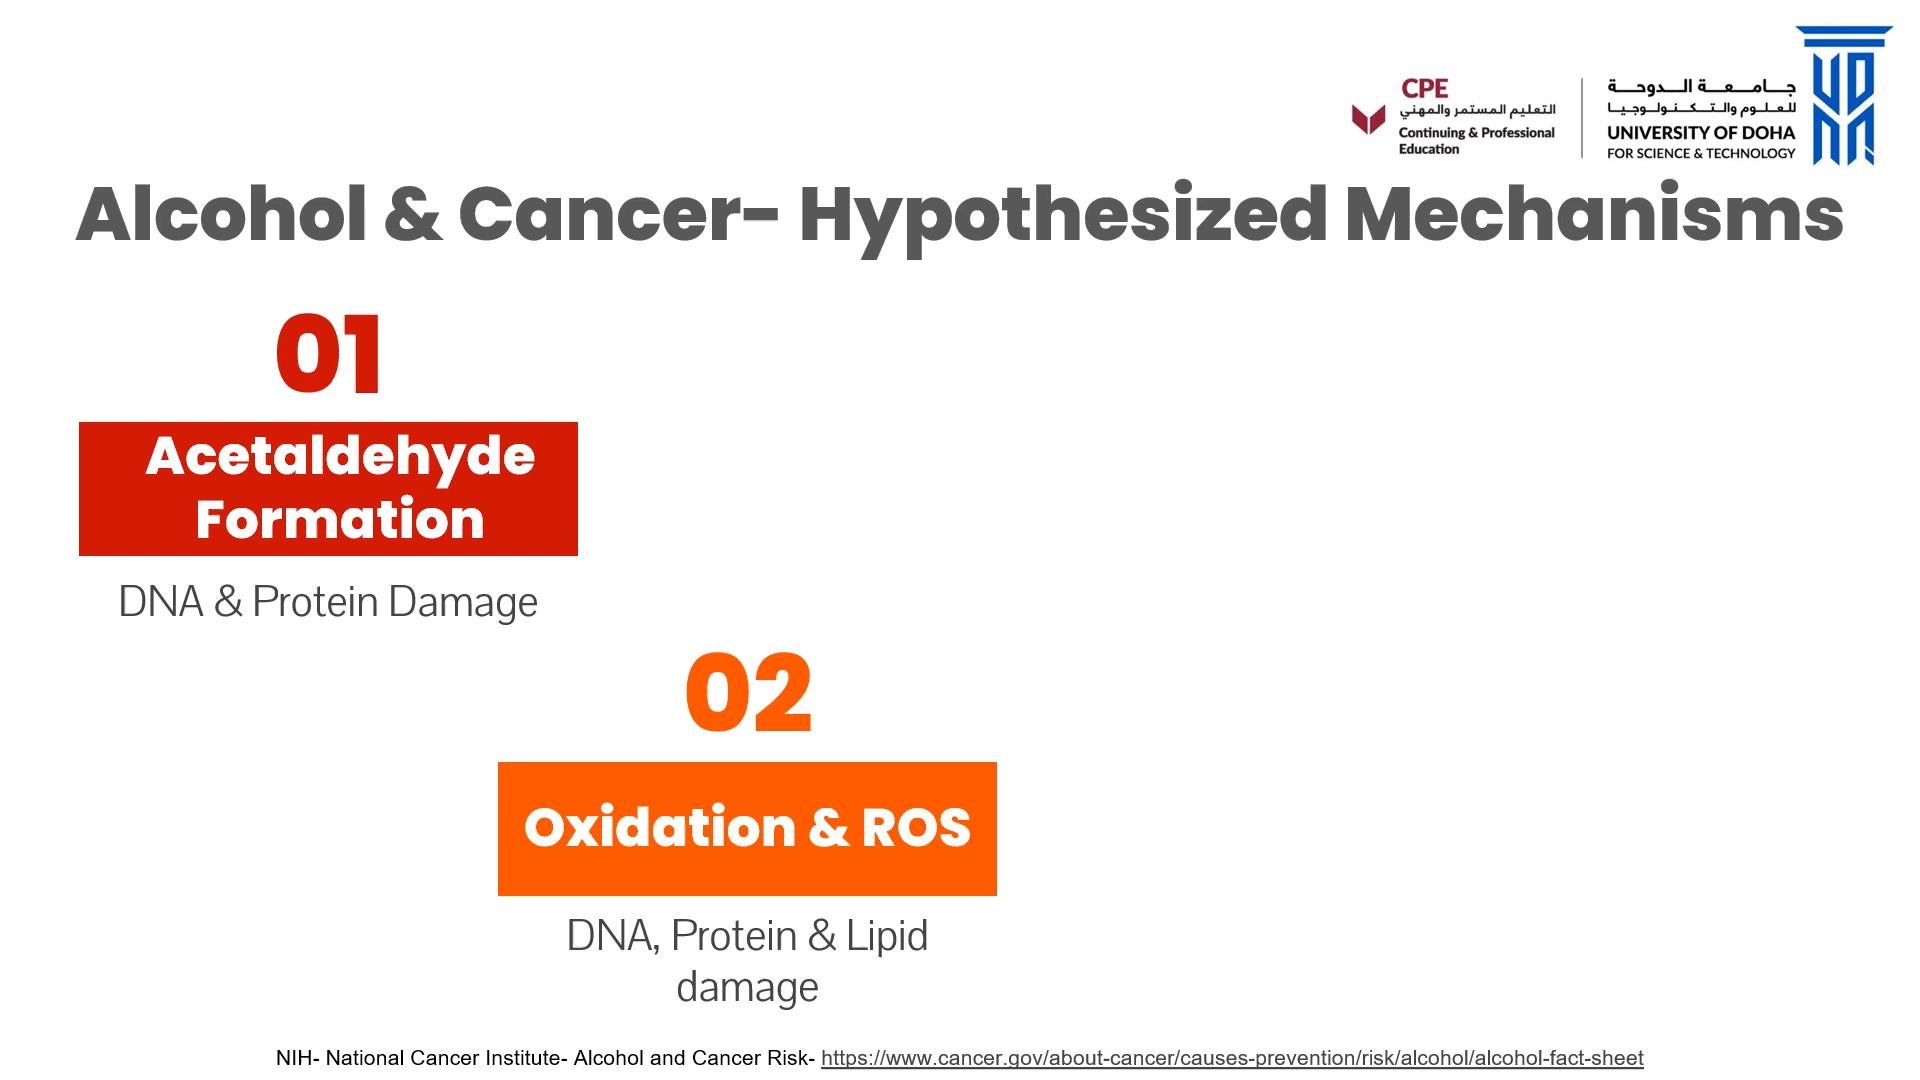 CPE
التعليم المستمر والمهني
Continuing & Professional
Education
جامعة الدوحة
للعلوم والتكنولوجيا
UNIVERSITY OF DOHA
FOR SCIENCE & TECHNOLOGY
Alcohol & Cancer- Hypothesized Mechanisms
01
Acetaldehyde
Formation
DNA & Protein Damage
02
Oxidation & ROS
DNA, Protein & Lipid
damage
NIH- National Cancer Institute- Alcohol and Cancer Risk- https://www.cancer.gov/about-cancer/causes-prevention/risk/alcohol/alcohol-fact-sheet